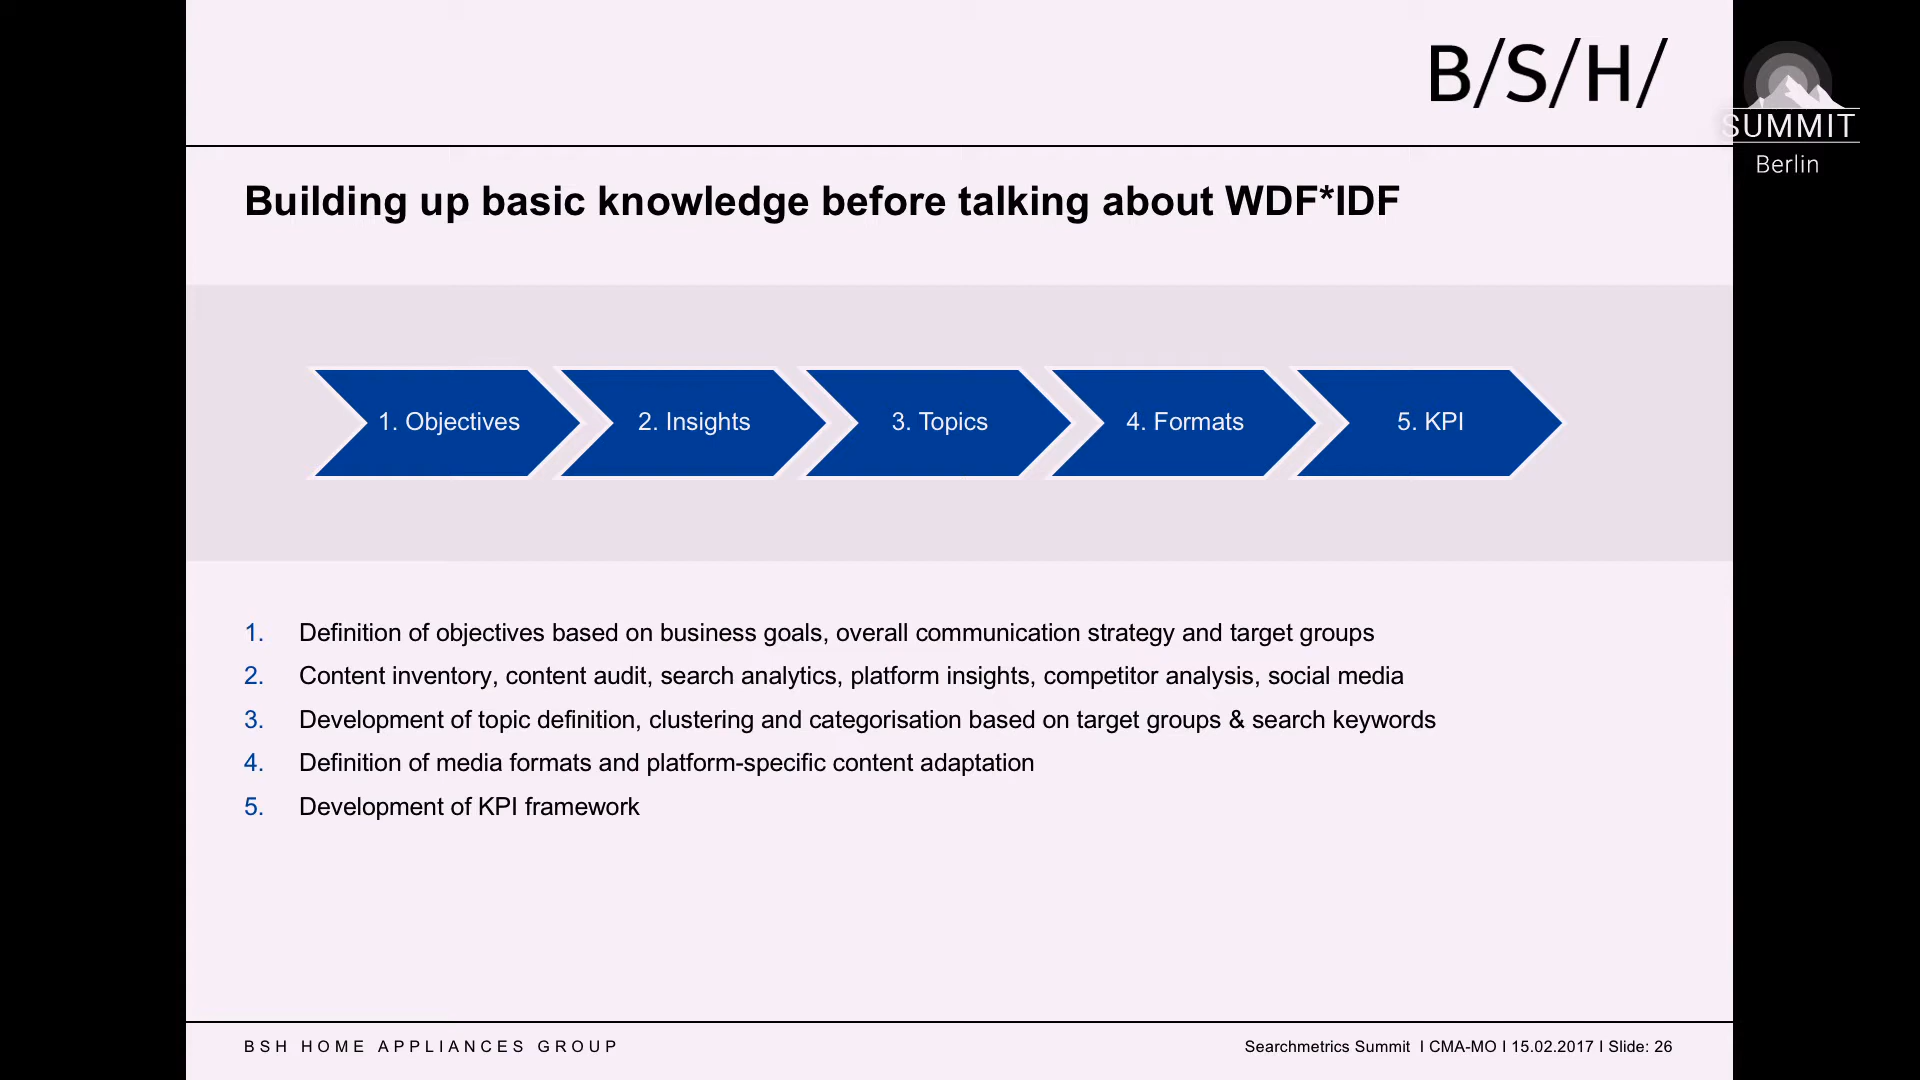 B/S/H/
SUMMIT
Berlin
Building up basic knowledge before talking about WDF*IDF
1. Objectives
2. Insights
3. Topics
4. Formats
5. KPI
1. Definition of objectives based on business goals, overall communication strategy and target groups
2. Content inventory, content audit, search analytics, platform insights, competitor analysis, social media
3. Development of topic definition, clustering and categorisation based on target groups & search keywords
4. Definition of media formats and platform-specific content adaptation
5. Development of KPI framework
BSH HOME APPLIANCES GROUP
Searchmetrics Summit I CMA-MO I 15.02.2017 I Slide: 26